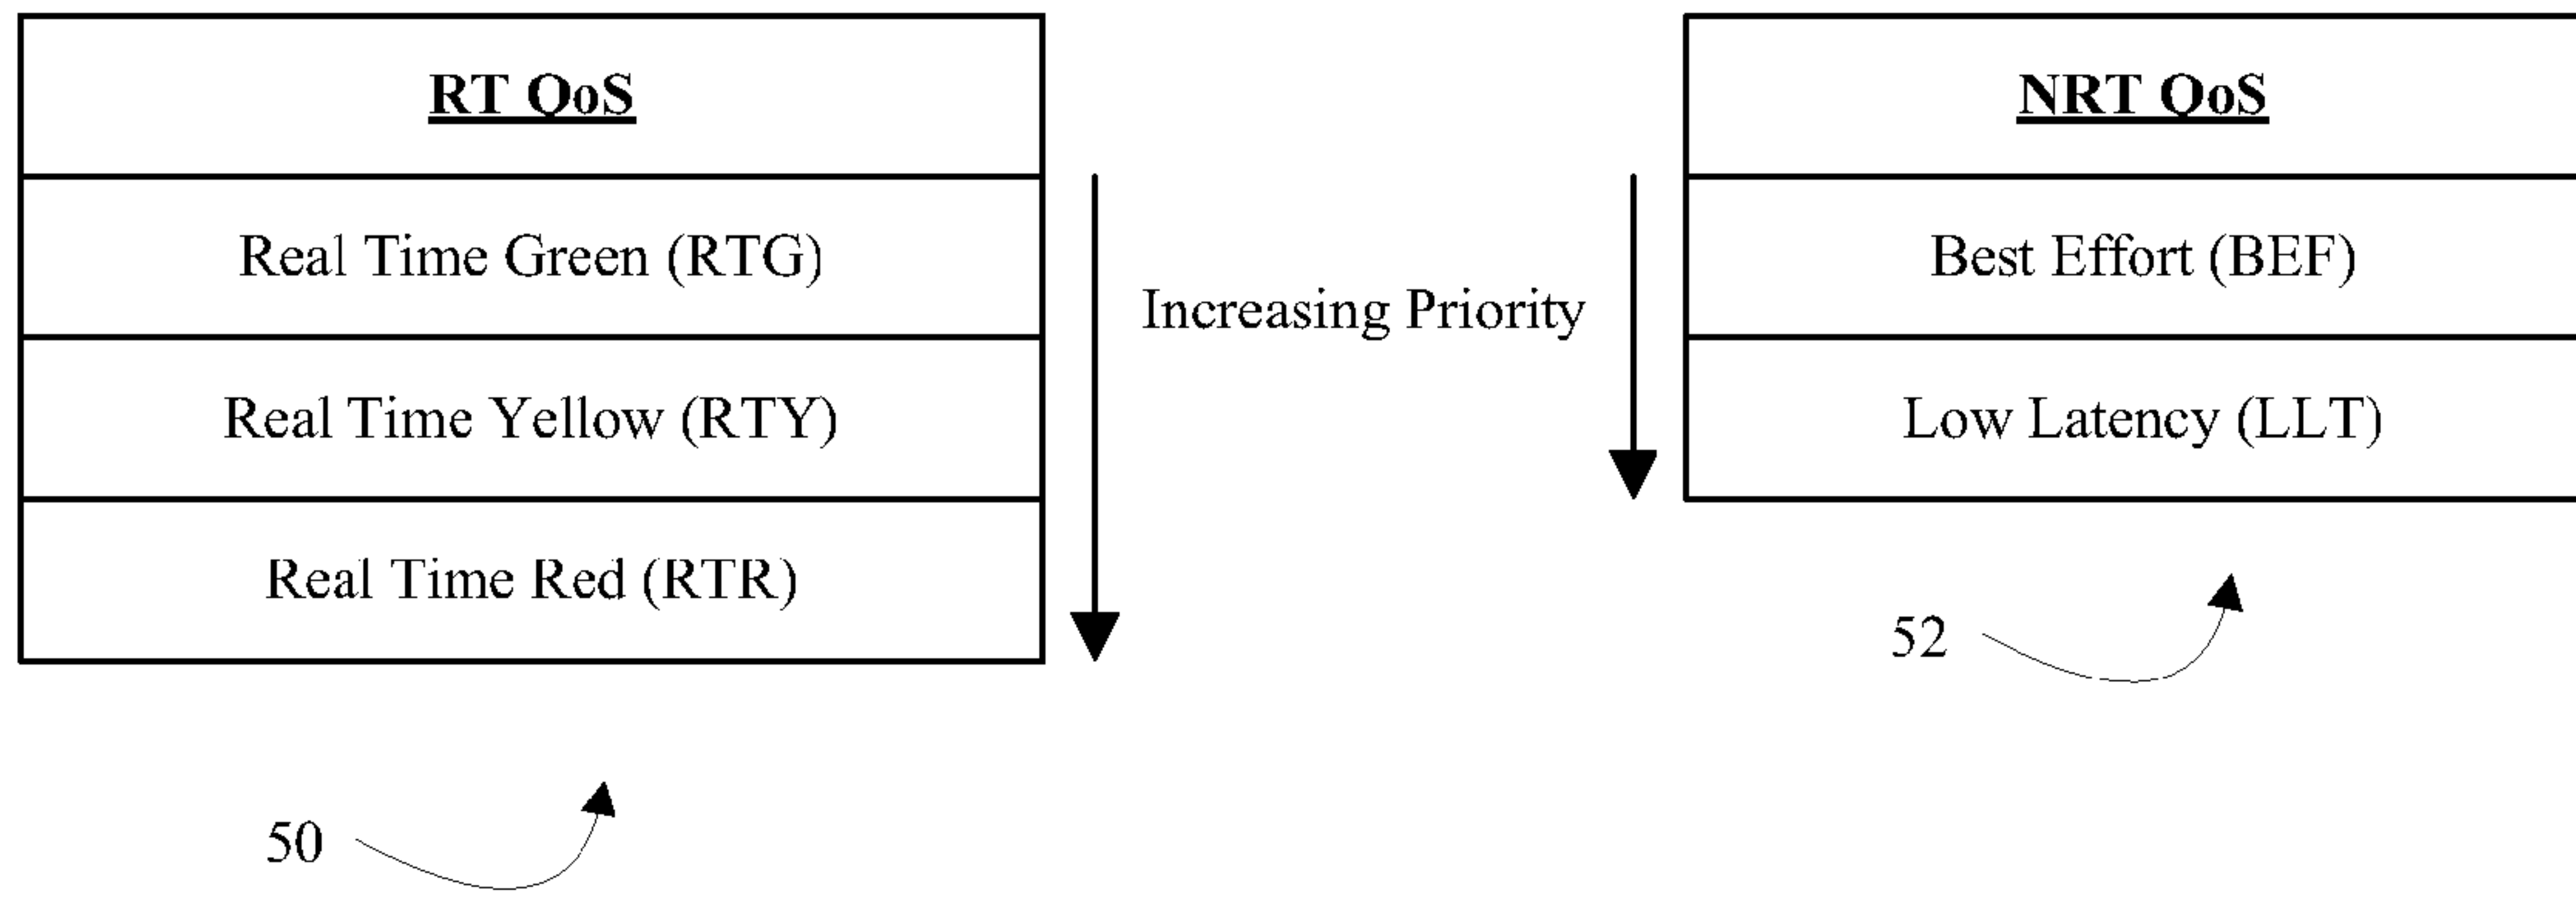 RT QoS
Real Time Green (RTG)
Real Time Yellow (RTY)
Real Time Red (RTR)
Increasing Priority
NRT QoS
Best Effort (BEF)
Low Latency (LLT)
50
52